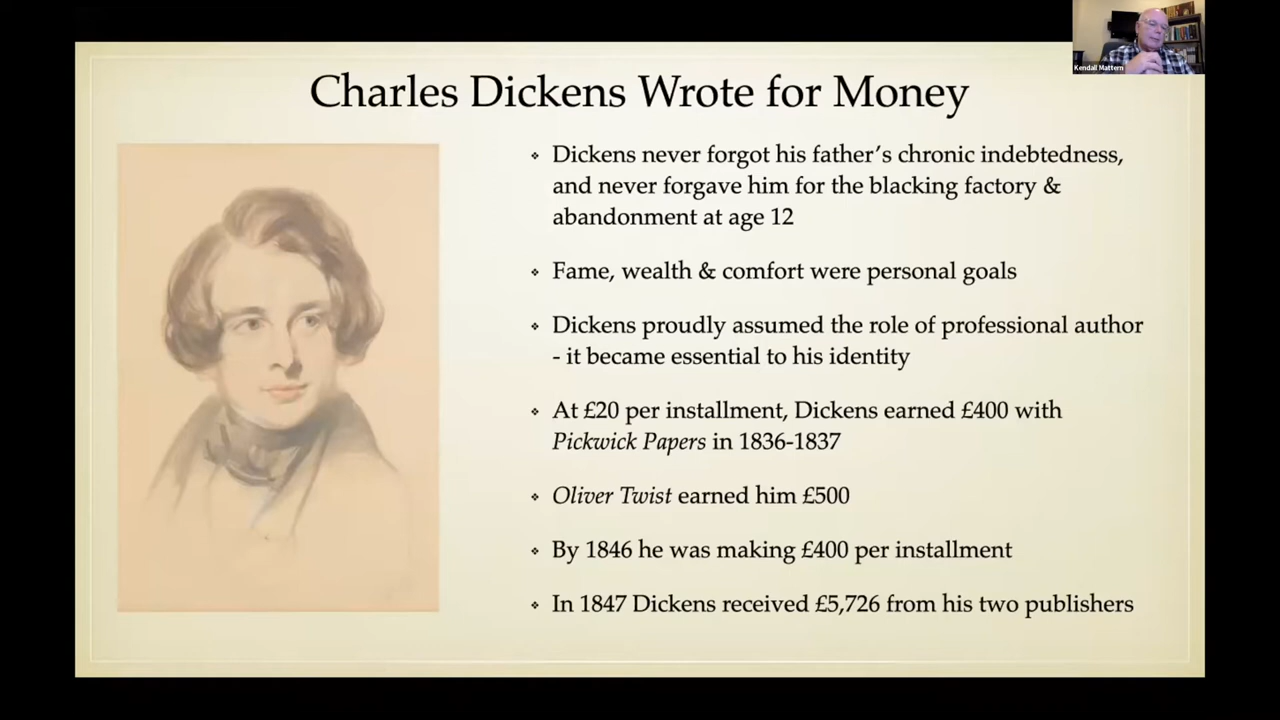 Kendall Mattern
Charles Dickens Wrote for Money
❖ Dickens never forgot his father’s chronic indebtedness,
and never forgave him for the blacking factory &
abandonment at age 12
❖ Fame, wealth & comfort were personal goals
❖ Dickens proudly assumed the role of professional author
- it became essential to his identity
❖ At £20 per installment, Dickens earned £400 with
Pickwick Papers in 1836-1837
❖ Oliver Twist earned him £500
❖ By 1846 he was making £400 per installment
❖ In 1847 Dickens received £5,726 from his two publishers